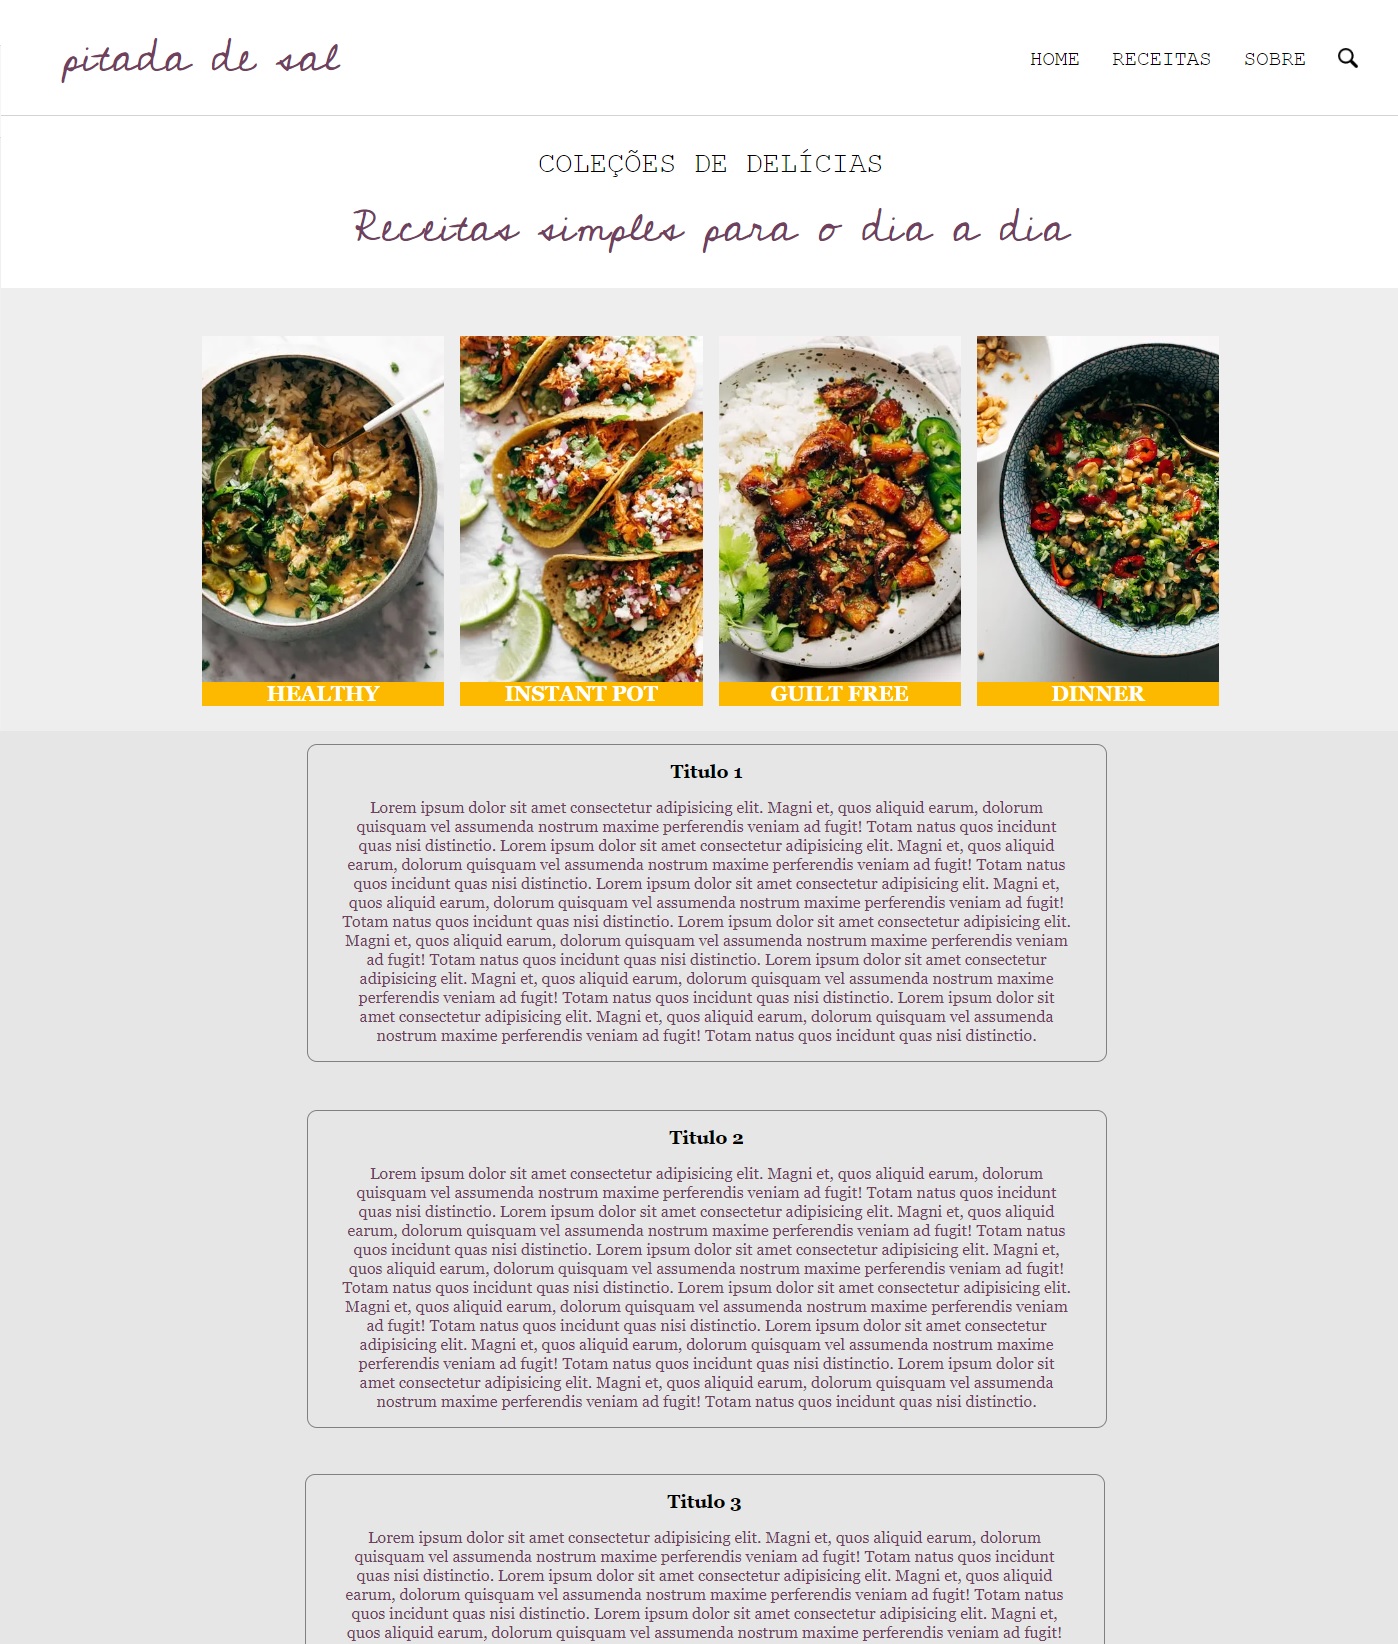 pitada de sal
HOME RECEITAS SOBRE
COLEÇÕES DE DELÍCIAS
Receitas simples para o dia a dia
HEALTHY INSTANT POT GUILT FREE DINNER
Titulo 1
Lorem ipsum dolor sit amet consectetur adipisicing elit. Magni et, quos aliquid earum, dolorum
quisquam vel assumenda nostrum maxime perferendis veniam ad fugit! Totam natus quos incidunt
quas nisi distinctio. Lorem ipsum dolor sit amet consectetur adipisicing elit. Magni et, quos aliquid
earum, dolorum quisquam vel assumenda nostrum maxime perferendis veniam ad fugit! Totam natus
quos incidunt quas nisi distinctio. Lorem ipsum dolor sit amet consectetur adipisicing elit. Magni et,
quos aliquid earum, dolorum quisquam vel assumenda nostrum maxime perferendis veniam ad fugit!
Totam natus quos incidunt quas nisi distinctio. Lorem ipsum dolor sit amet consectetur adipisicing elit.
Magni et, quos aliquid earum, dolorum quisquam vel assumenda nostrum maxime perferendis veniam
ad fugit! Totam natus quos incidunt quas nisi distinctio. Lorem ipsum dolor sit amet consectetur
adipisicing elit. Magni et, quos aliquid earum, dolorum quisquam vel assumenda nostrum maxime
perferendis veniam ad fugit! Totam natus quos incidunt quas nisi distinctio. Lorem ipsum dolor sit
amet consectetur adipisicing elit. Magni et, quos aliquid earum, dolorum quisquam vel assumenda
nostrum maxime perferendis veniam ad fugit! Totam natus quos incidunt quas nisi distinctio.
Titulo 2
Lorem ipsum dolor sit amet consectetur adipisicing elit. Magni et, quos aliquid earum, dolorum
quisquam vel assumenda nostrum maxime perferendis veniam ad fugit! Totam natus quos incidunt
quas nisi distinctio. Lorem ipsum dolor sit amet consectetur adipisicing elit. Magni et, quos aliquid
earum, dolorum quisquam vel assumenda nostrum maxime perferendis veniam ad fugit! Totam natus
quos incidunt quas nisi distinctio. Lorem ipsum dolor sit amet consectetur adipisicing elit. Magni et,
quos aliquid earum, dolorum quisquam vel assumenda nostrum maxime perferendis veniam ad fugit!
Totam natus quos incidunt quas nisi distinctio. Lorem ipsum dolor sit amet consectetur adipisicing elit.
Magni et, quos aliquid earum, dolorum quisquam vel assumenda nostrum maxime perferendis veniam
ad fugit! Totam natus quos incidunt quas nisi distinctio. Lorem ipsum dolor sit amet consectetur
adipisicing elit. Magni et, quos aliquid earum, dolorum quisquam vel assumenda nostrum maxime
perferendis veniam ad fugit! Totam natus quos incidunt quas nisi distinctio. Lorem ipsum dolor sit
amet consectetur adipisicing elit. Magni et, quos aliquid earum, dolorum quisquam vel assumenda
nostrum maxime perferendis veniam ad fugit! Totam natus quos incidunt quas nisi distinctio.
Titulo 3
Lorem ipsum dolor sit amet consectetur adipisicing elit. Magni et, quos aliquid earum, dolorum
quisquam vel assumenda nostrum maxime perferendis veniam ad fugit! Totam natus quos incidunt
quas nisi distinctio. Lorem ipsum dolor sit amet consectetur adipisicing elit. Magni et, quos aliquid
earum, dolorum quisquam vel assumenda nostrum maxime perferendis veniam ad fugit! Totam natus
quos incidunt quas nisi distinctio. Lorem ipsum dolor sit amet consectetur adipisicing elit. Magni et,
quos aliquid earum, dolorum quisquam vel assumenda nostrum maxime perferendis veniam ad fugit!